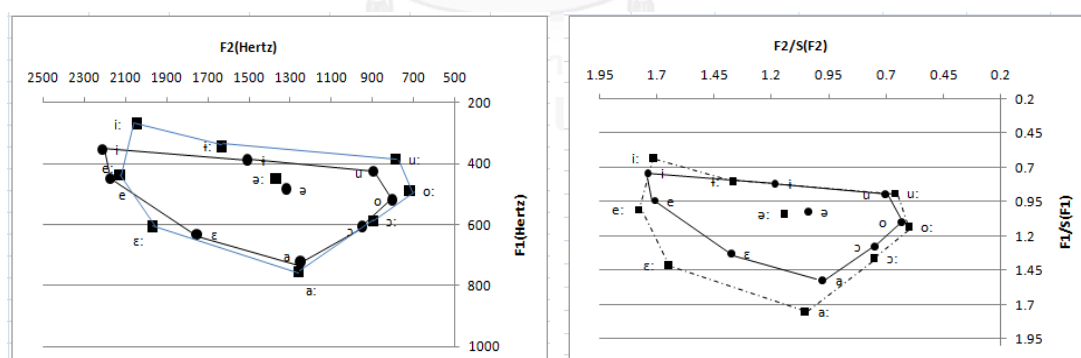 F2(Hertz)
2500 2300 2100 1900 1700 1500 1300 1100 900 700 500
200
400
600
800
1000
F1(Hertz)
i: ɨ: u:
i ɨ u
e: ə: o:
e ə o
ɛ: ɔ:
ɛ ɔ
a
a:
F2/S(F2)
1.95 1.7 1.45 1.2 0.95 0.7 0.45 0.2
0.2
0.45
0.7
0.95
1.2
1.45
1.7
1.95
F1/S(F1)
i: ɨ: u:
i ɨ u
e: ə: o:
e ə o
ɛ: ɔ:
ɛ ɔ
a
a: